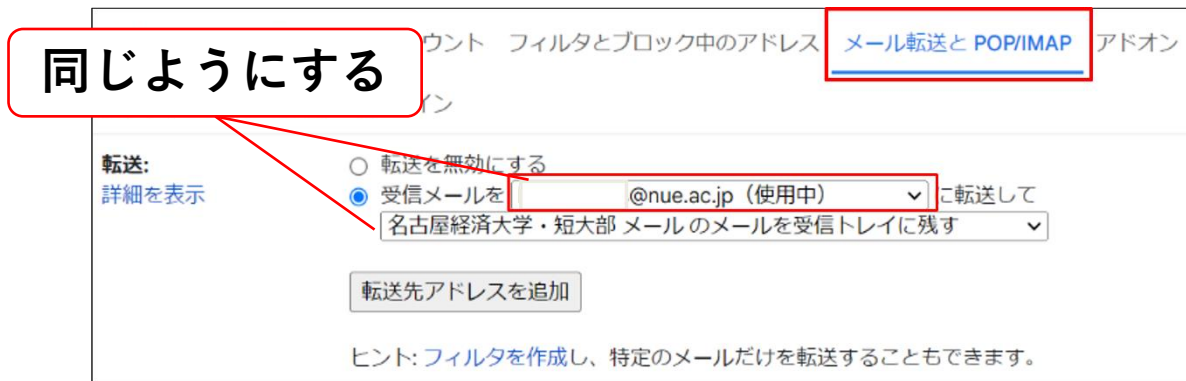 同じようにする
ウント フィルタとブロック中のアドレス メール転送と POP/IMAP アドオン
イン
転送: 転送を無効にする
詳細を表示 受信メールを @nue.ac.jp（使用中） に転送して
名古屋経済大学・短大部 メール のメールを受信トレイに残す
転送先アドレスを追加
ヒント: フィルタを作成し、特定のメールだけを転送することもできます。